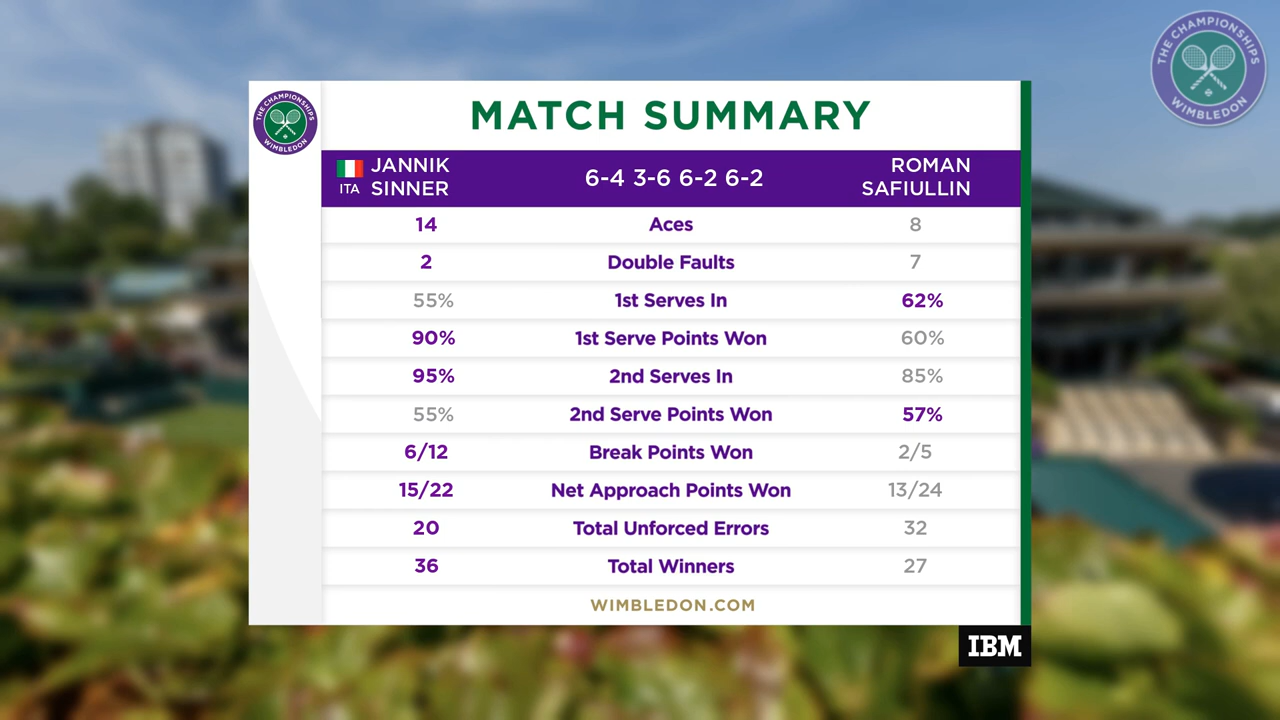 THE CHAMPIONSHIPS
WIMBLEDON
THE CHAMPIONSHIPS
WIMBLEDON
MATCH SUMMARY
ITA
JANNIK
SINNER
6-4 3-6 6-2 6-2
ROMAN
SAFIULLIN
14 Aces 8
2 Double Faults 7
55% 1st Serves In 62%
90% 1st Serve Points Won 60%
95% 2nd Serves In 85%
55% 2nd Serve Points Won 57%
6/12 Break Points Won 2/5
15/22 Net Approach Points Won 13/24
20 Total Unforced Errors 32
36 Total Winners 27
WIMBLEDON.COM
IBM